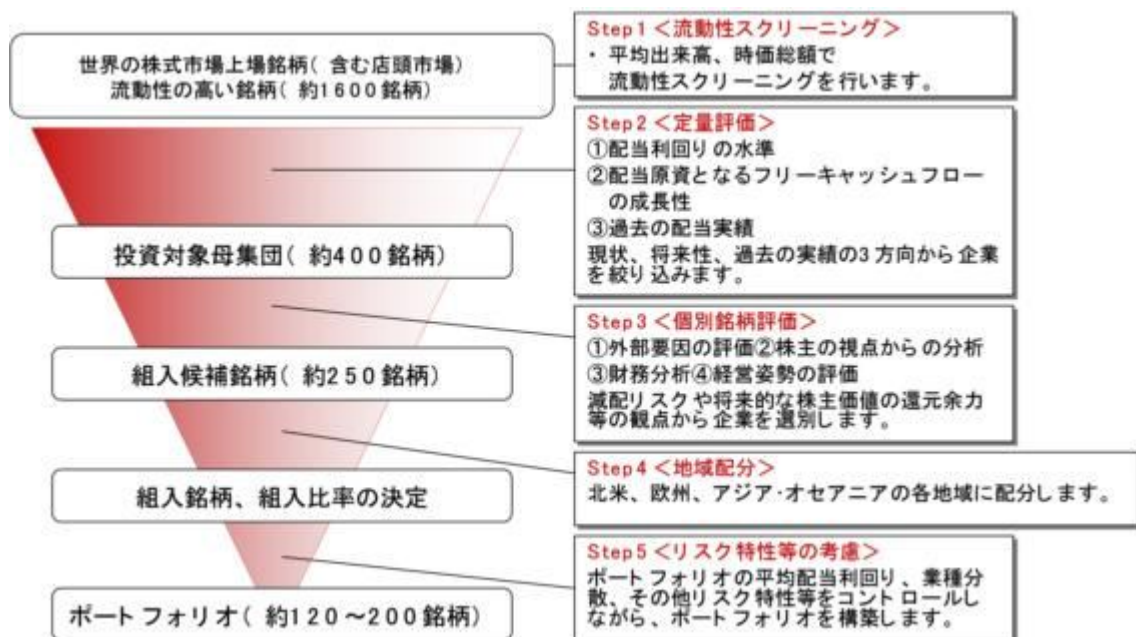 世界の株式市場上場銘柄( 含む店頭市場)
流動性の高い銘柄( 約1600銘柄)
Step1<流動性スクリーニング>
・ 平均出来高、時価総額で
流動性スクリーニングを行います。
Step2<定量評価>
①配当利回りの水準
②配当原資となるフリーキャッシュフロー
の成長性
③過去の配当実績
現状、将来性、過去の実績の3方向から企業
を絞り込みます。
投資対象母集団( 約400銘柄)
Step3<個別銘柄評価>
①外部要因の評価②株主の視点からの分析
③財務分析④経営姿勢の評価
減配リスクや将来的な株主価値の還元余力
等の観点から企業を選別します。
組入候補銘柄( 約250銘柄)
Step4<地域配分>
北米、欧州、アジア・オセアニアの各地域に配分します。
組入銘柄、組入比率の決定
Step5<リスク特性等の考慮>
ポートフォリオの平均配当利回り、業種分
散、その他リスク特性等をコントロールし
ながら、ポートフォリオを構築します。
ポートフォリオ( 約120～200銘柄)